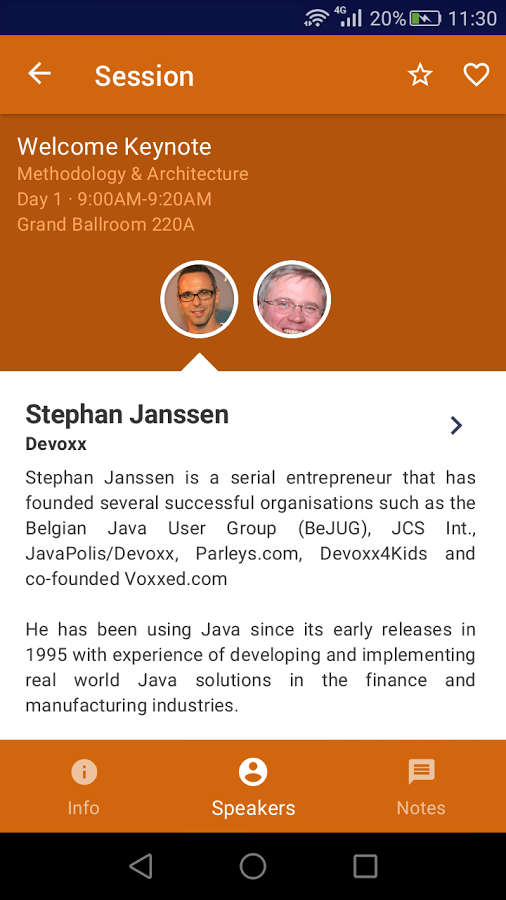 4G 20% 11:30
Session
Welcome Keynote
Methodology & Architecture
Day 1 · 9:00AM-9:20AM
Grand Ballroom 220A
Stephan Janssen
Devoxx
Stephan Janssen is a serial entrepreneur that has
founded several successful organisations such as the
Belgian Java User Group (BeJUG), JCS Int.,
JavaPolis/Devoxx, Parleys.com, Devoxx4Kids and
co-founded Voxxed.com
He has been using Java since its early releases in
1995 with experience of developing and implementing
real world Java solutions in the finance and
manufacturing industries.
Info Speakers Notes